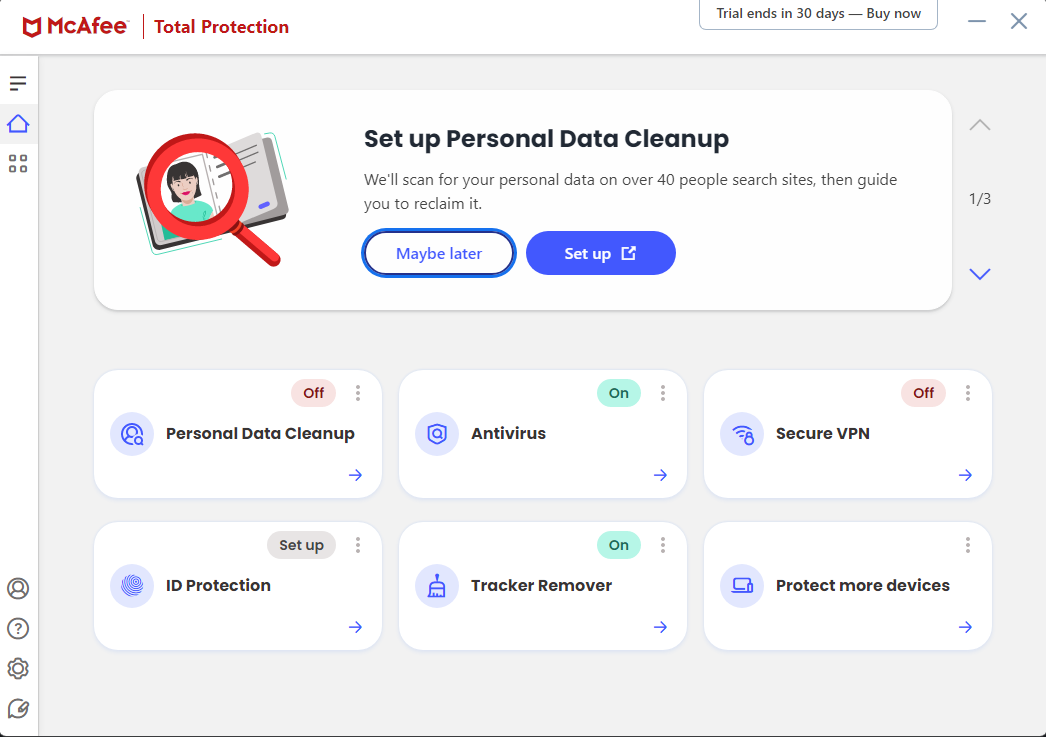 McAfee Total Protection
Trial ends in 30 days — Buy now
Set up Personal Data Cleanup
We'll scan for your personal data on over 40 people search sites, then guide
you to reclaim it.
1/3
Maybe later
Set up
Off
Personal Data Cleanup
On
Antivirus
Off
Secure VPN
Set up
ID Protection
On
Tracker Remover
Protect more devices